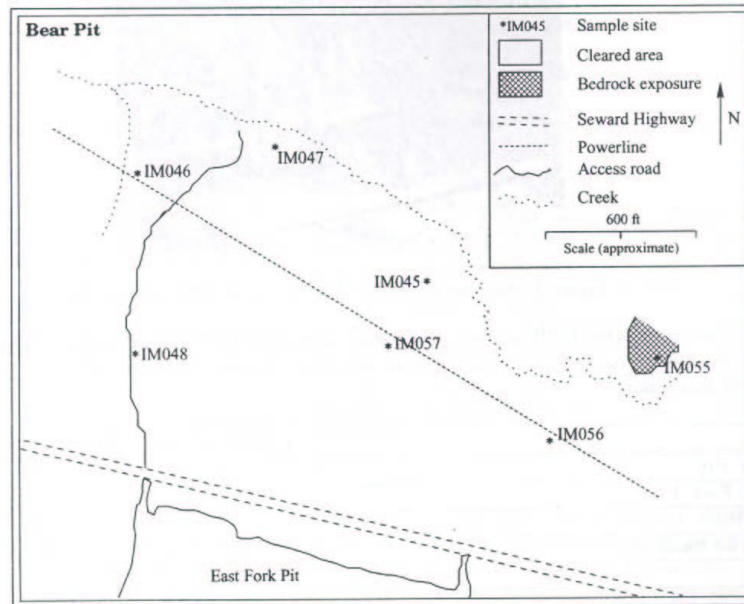 Bear Pit
*IM045 Sample site
Cleared area
Bedrock exposure
Seward Highway
Powerline
Access road
Creek
N
600 ft
Scale (approximate)
*IM047
*IM046
IM045*
*IM057
*IM048
*IM055
*IM056
East Fork Pit